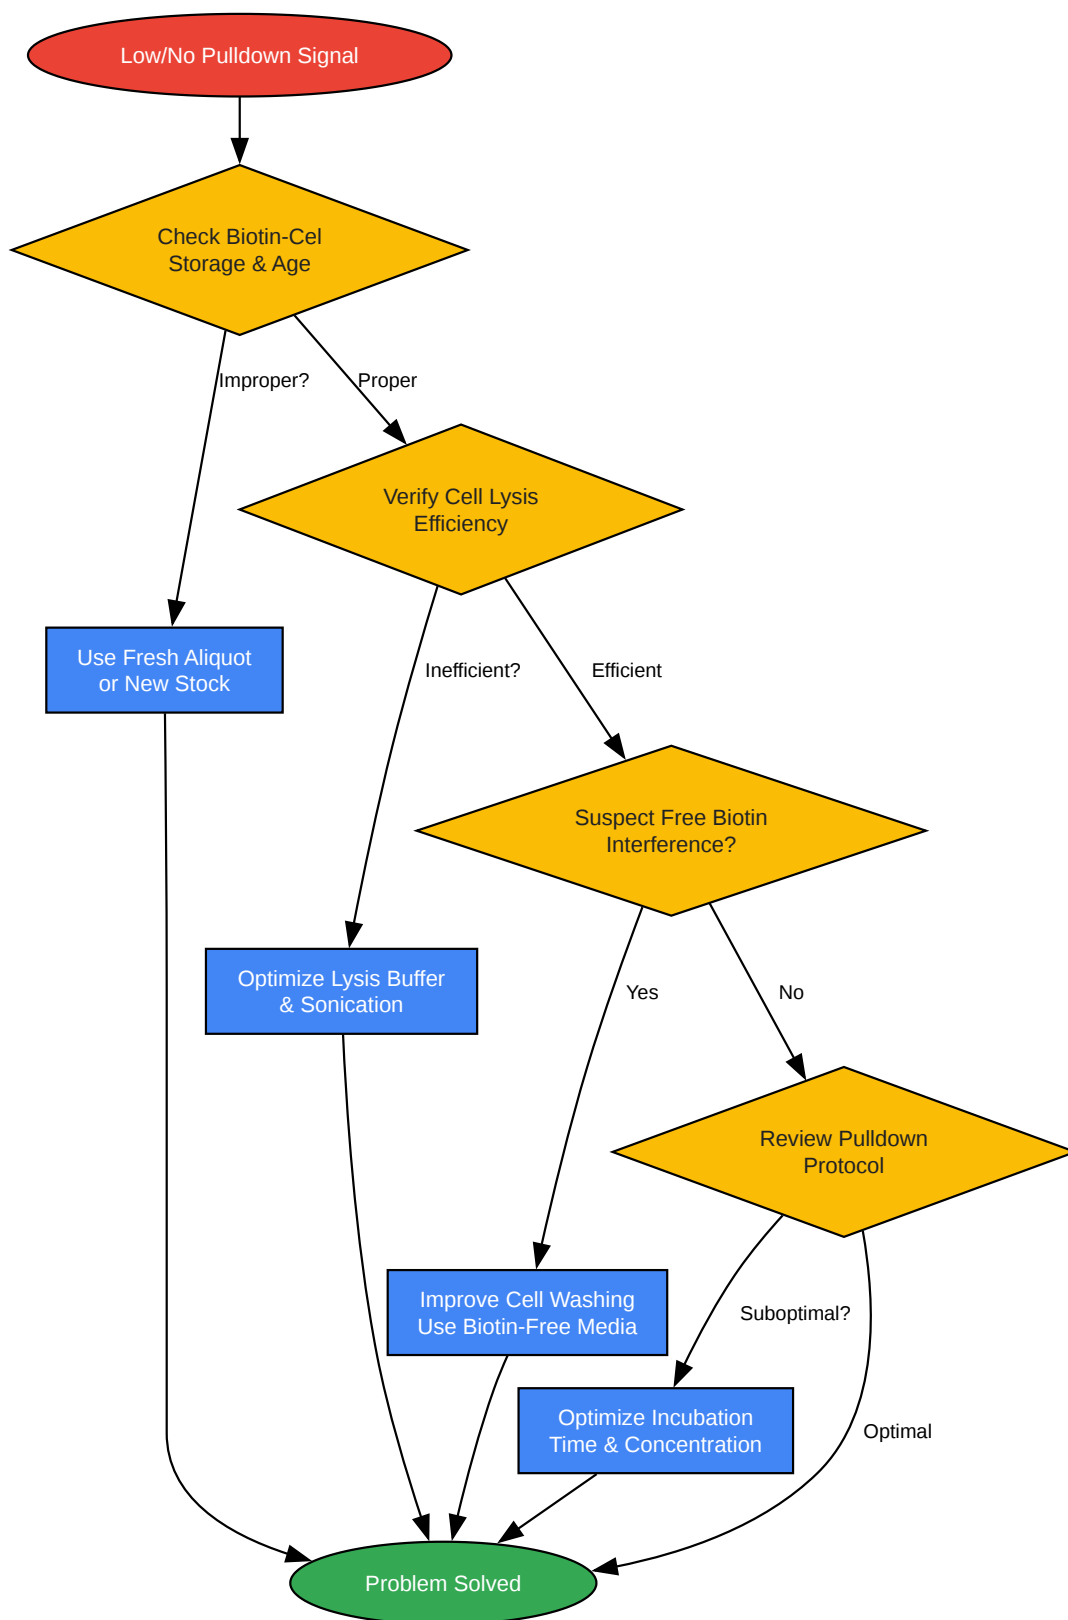 Low/No Pulldown Signal
Check Biotin-Cel
Storage & Age
Improper?
Proper
Verify Cell Lysis
Efficiency
Use Fresh Aliquot
or New Stock
Inefficient?
Efficient
Suspect Free Biotin
Interference?
Optimize Lysis Buffer
& Sonication
Yes
No
Review Pulldown
Protocol
Improve Cell Washing
Use Biotin-Free Media
Suboptimal?
Optimize Incubation
Time & Concentration
Optimal
Problem Solved